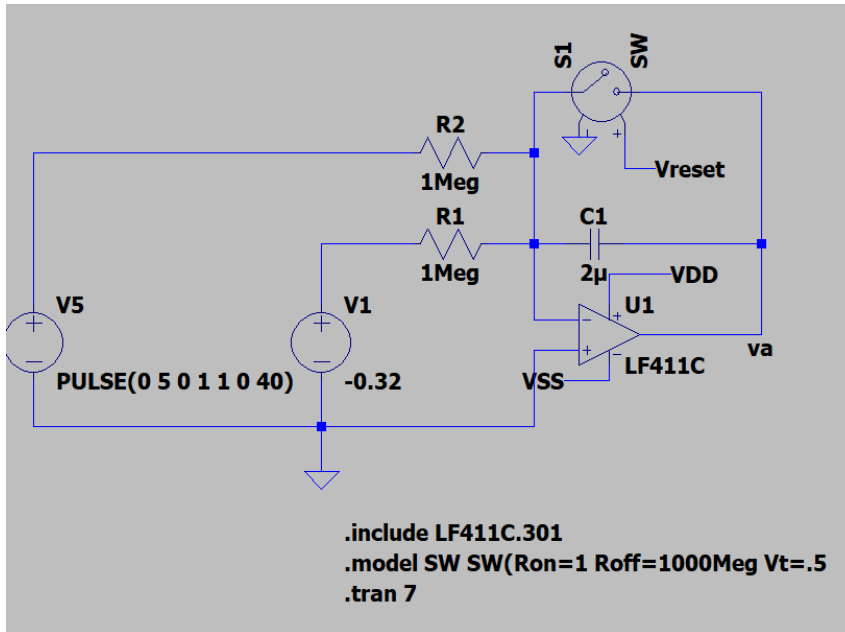 S1
SW
R2
1Meg
Vreset
R1
1Meg
C1
2µ
VDD
V5
V1
U1
PULSE(0 5 0 1 1 0 40)
-0.32
VSS
LF411C
va
.include LF411C.301
.model SW SW(Ron=1 Roff=1000Meg Vt=.5
.tran 7